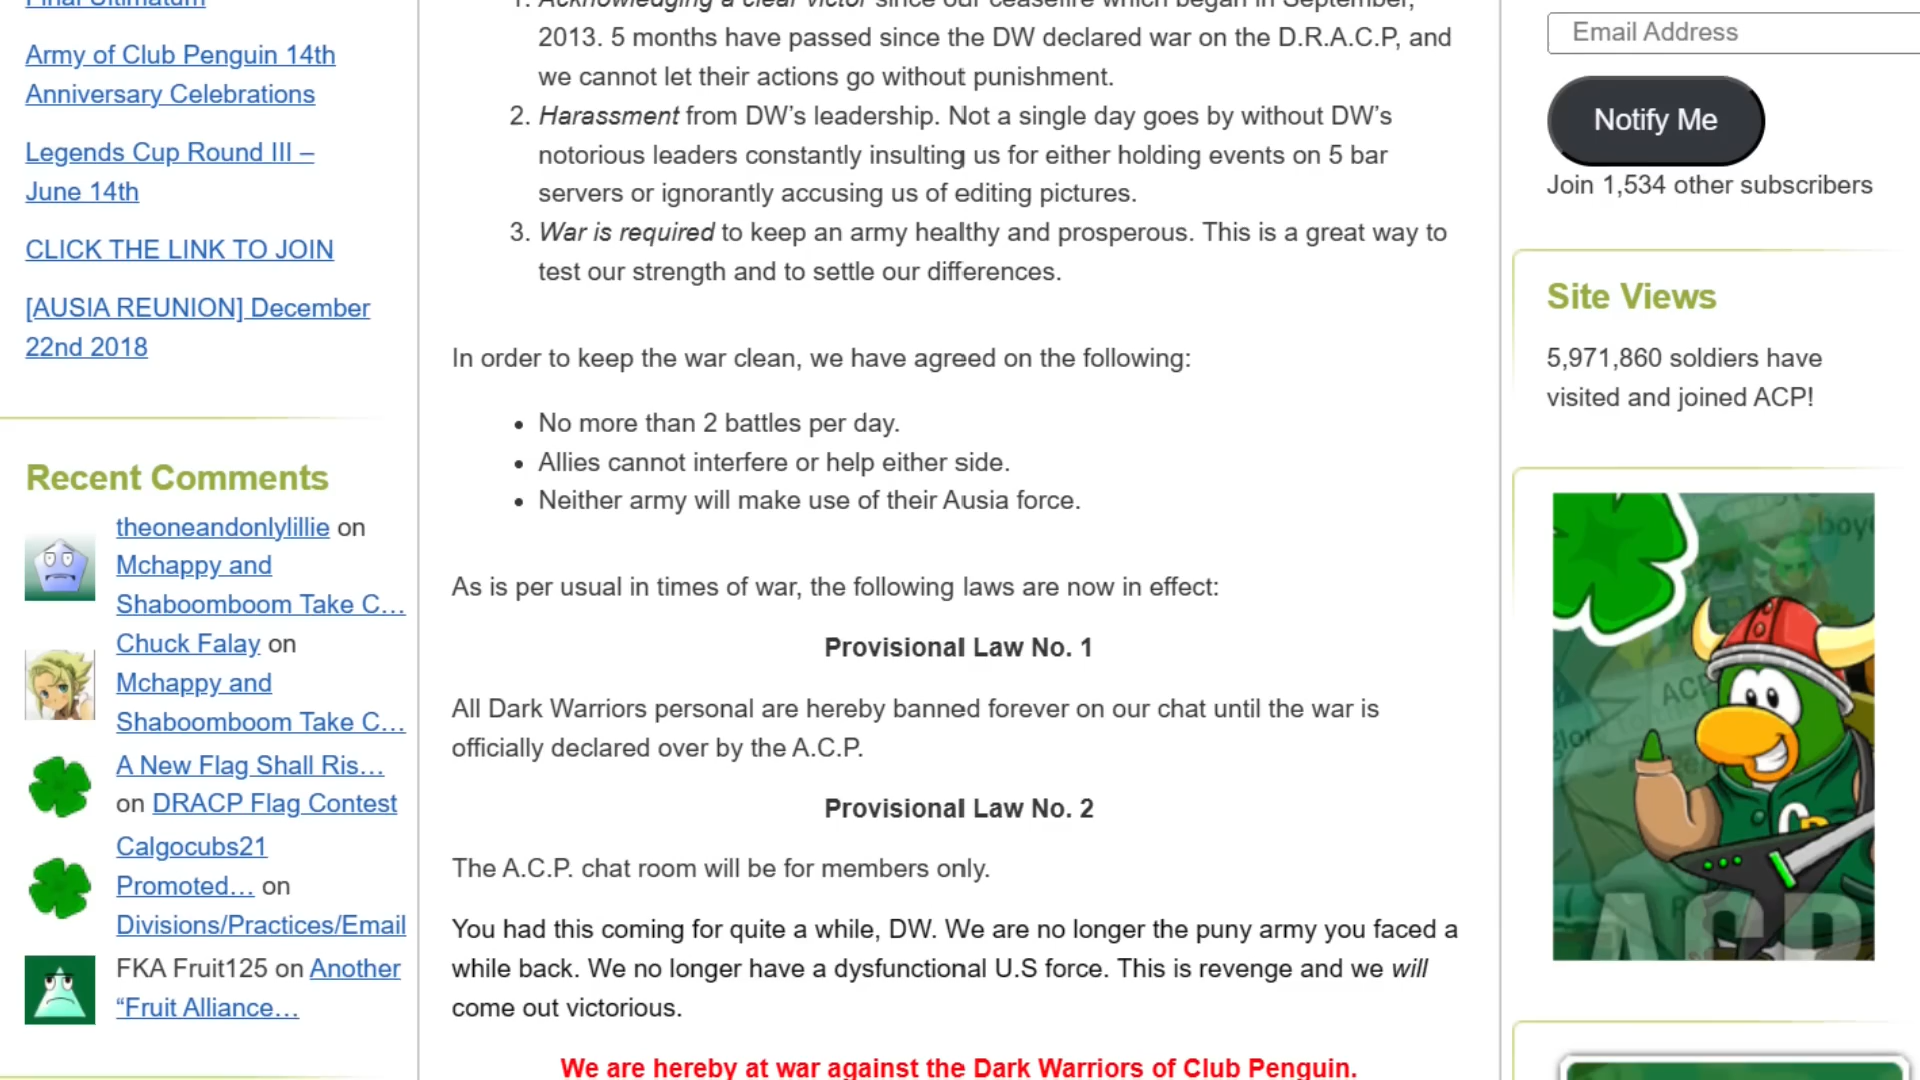 Final Ultimatum
Army of Club Penguin 14th
Anniversary Celebrations
Legends Cup Round III –
June 14th
CLICK THE LINK TO JOIN
[AUSIA REUNION] December
22nd 2018
Recent Comments
theoneandonlylillie on
Mchappy and
Shaboomboom Take C…
Chuck Falay on
Mchappy and
Shaboomboom Take C…
A New Flag Shall Ris…
on DRACP Flag Contest
Calgocubs21
Promoted… on
Divisions/Practices/Email
FKA Fruit125 on Another
“Fruit Alliance…
1. Acknowledging a clear victor since our ceasefire which began in September,
2013. 5 months have passed since the DW declared war on the D.R.A.C.P, and
we cannot let their actions go without punishment.
2. Harassment from DW’s leadership. Not a single day goes by without DW’s
notorious leaders constantly insulting us for either holding events on 5 bar
servers or ignorantly accusing us of editing pictures.
3. War is required to keep an army healthy and prosperous. This is a great way to
test our strength and to settle our differences.
In order to keep the war clean, we have agreed on the following:
• No more than 2 battles per day.
• Allies cannot interfere or help either side.
• Neither army will make use of their Ausia force.
As is per usual in times of war, the following laws are now in effect:
Provisional Law No. 1
All Dark Warriors personal are hereby banned forever on our chat until the war is
officially declared over by the A.C.P.
Provisional Law No. 2
The A.C.P. chat room will be for members only.
You had this coming for quite a while, DW. We are no longer the puny army you faced a
while back. We no longer have a dysfunctional U.S force. This is revenge and we will
come out victorious.
We are hereby at war against the Dark Warriors of Club Penguin.
Email Address
Notify Me
Join 1,534 other subscribers
Site Views
5,971,860 soldiers have
visited and joined ACP!
ACP
ACP